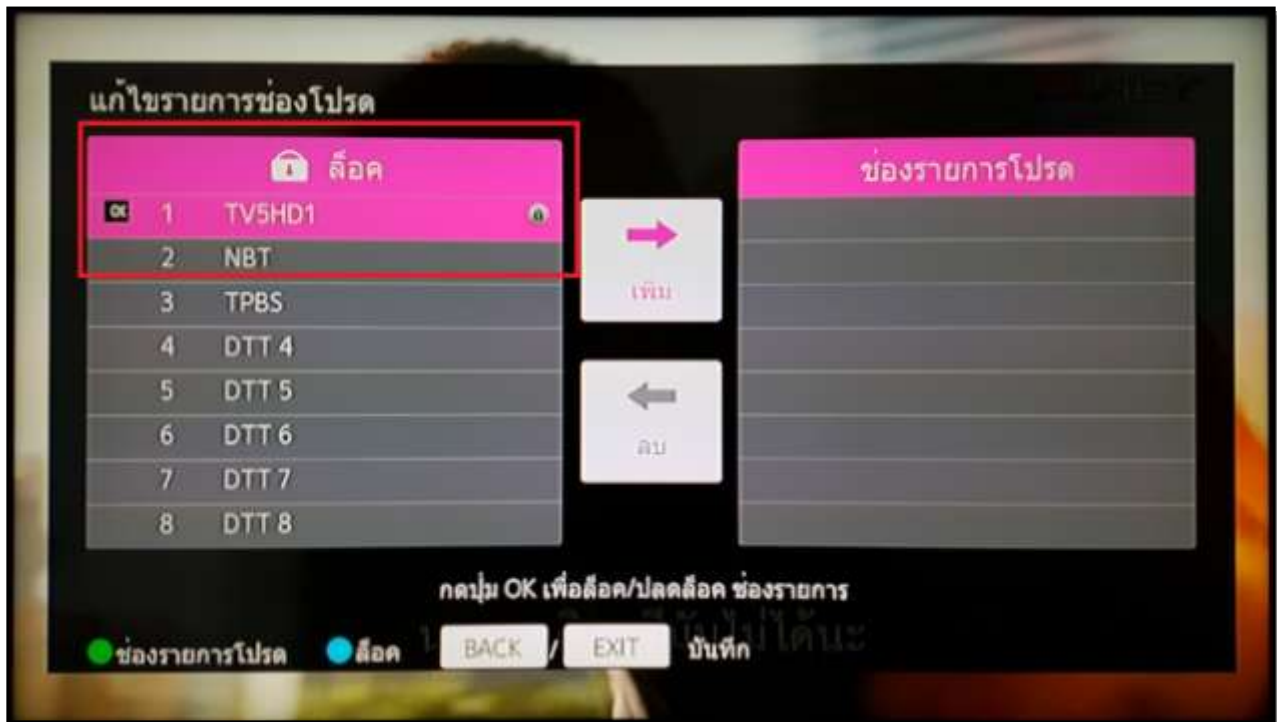 แก้ไขรายการช่องโปรด
ล็อค
ช่องรายการโปรด
OK 1 TV5HD1
2 NBT
3 TPBS
4 DTT 4
5 DTT 5
6 DTT 6
7 DTT 7
8 DTT 8
เพิ่ม
ลบ
กดปุ่ม OK เพื่อล็อค/ปลดล็อค ช่องรายการ
ช่องรายการโปรด ล็อค BACK / EXIT บันทึก